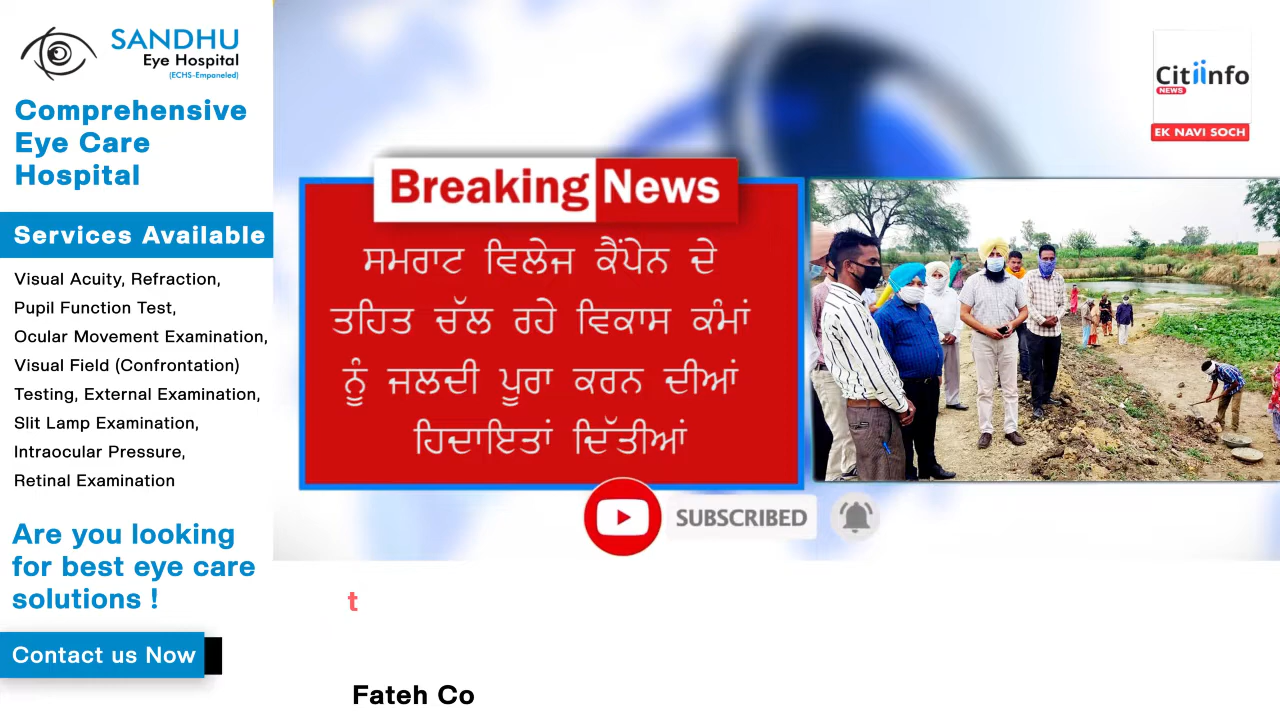 SANDHU
Eye Hospital
(ECHS-Empaneled)
Comprehensive
Eye Care
Hospital
Services Available
Visual Acuity, Refraction,
Pupil Function Test,
Ocular Movement Examination,
Visual Field (Confrontation)
Testing, External Examination,
Slit Lamp Examination,
Intraocular Pressure,
Retinal Examination
Are you looking
for best eye care
solutions !
Contact us Now
Breaking News
ਸਮਰਾਟ ਵਿਲੇਜ ਕੈਂਪੇਨ ਦੇ
ਤਹਿਤ ਚੱਲ ਰਹੇ ਵਿਕਾਸ ਕੰਮਾਂ
ਨੂੰ ਜਲਦੀ ਪੂਰਾ ਕਰਨ ਦੀਆਂ
ਹਿਦਾਇਤਾਂ ਦਿੱਤੀਆਂ
SUBSCRIBED
Citiinfo
NEWS
EK NAVI SOCH
t
Fateh Co